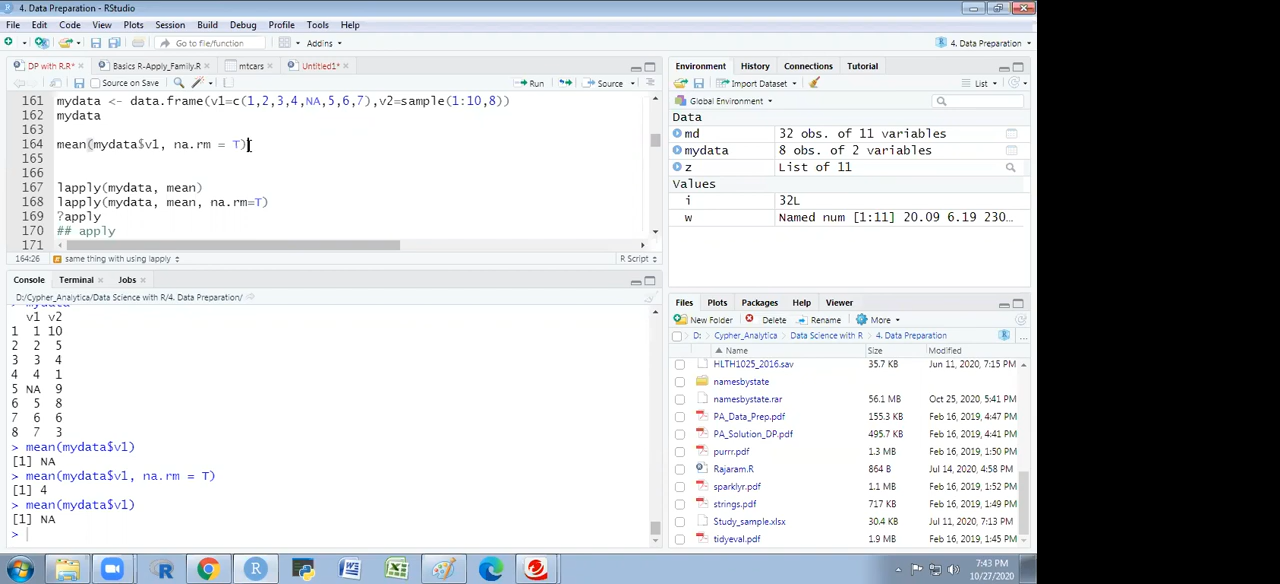 4. Data Preparation - RStudio
File Edit Code View Plots Session Build Debug Profile Tools Help
Go to file/function Addins 4. Data Preparation
DP with R.R* Basics R-Apply_Family.R mtcars Untitled1*
Source on Save Run Source
161 mydata <- data.frame(v1=c(1,2,3,4,NA,5,6,7),v2=sample(1:10,8))
162 mydata
163
164 mean(mydata$v1, na.rm = T)
165
166
167 lapply(mydata, mean)
168 lapply(mydata, mean, na.rm=T)
169 ?apply
170 ## apply
171
164:26 same thing with using lapply R Script
Console Terminal Jobs
D:/Cypher_Analytica/Data Science with R/4. Data Preparation/
> mydata
v1 v2
1 1 10
2 2 5
3 3 4
4 4 1
5 NA 9
6 5 8
7 6 6
8 7 3
> mean(mydata$v1)
[1] NA
> mean(mydata$v1, na.rm = T)
[1] 4
> mean(mydata$v1)
[1] NA
>
Environment History Connections Tutorial
Import Dataset List
Global Environment
Data
md 32 obs. of 11 variables
mydata 8 obs. of 2 variables
z List of 11
Values
i 32L
w Named num [1:11] 20.09 6.19 230...
Files Plots Packages Help Viewer
New Folder Delete Rename More
D: Cypher_Analytica Data Science with R 4. Data Preparation ...
Name Size Modified
HLTH1025_2016.sav 35.7 KB Jun 11, 2020, 7:15 PM
namesbystate
namesbystate.rar 56.1 MB Oct 25, 2020, 5:41 PM
PA_Data_Prep.pdf 155.3 KB Feb 16, 2019, 4:47 PM
PA_Solution_DP.pdf 495.7 KB Feb 16, 2019, 4:41 PM
purrr.pdf 1.3 MB Feb 16, 2019, 1:50 PM
Rajaram.R 864 B Jul 14, 2020, 4:58 PM
sparklyr.pdf 1.1 MB Feb 16, 2019, 1:52 PM
strings.pdf 717 KB Feb 16, 2019, 1:51 PM
Study_sample.xlsx 30.4 KB Jul 11, 2020, 7:13 PM
tidyeval.pdf 1.9 MB Feb 16, 2019, 1:52 PM
7:43 PM
10/27/2020